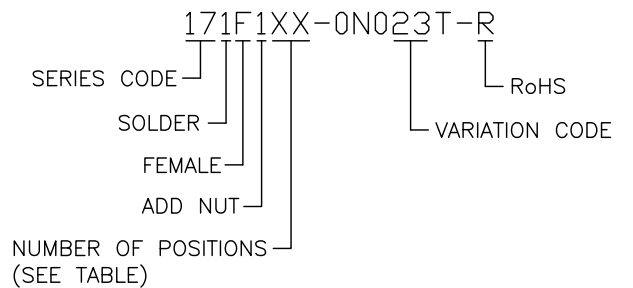 171F1XX-0N023T-R
SERIES CODE
RoHS
SOLDER
VARIATION CODE
FEMALE
ADD NUT
NUMBER OF POSITIONS
(SEE TABLE)